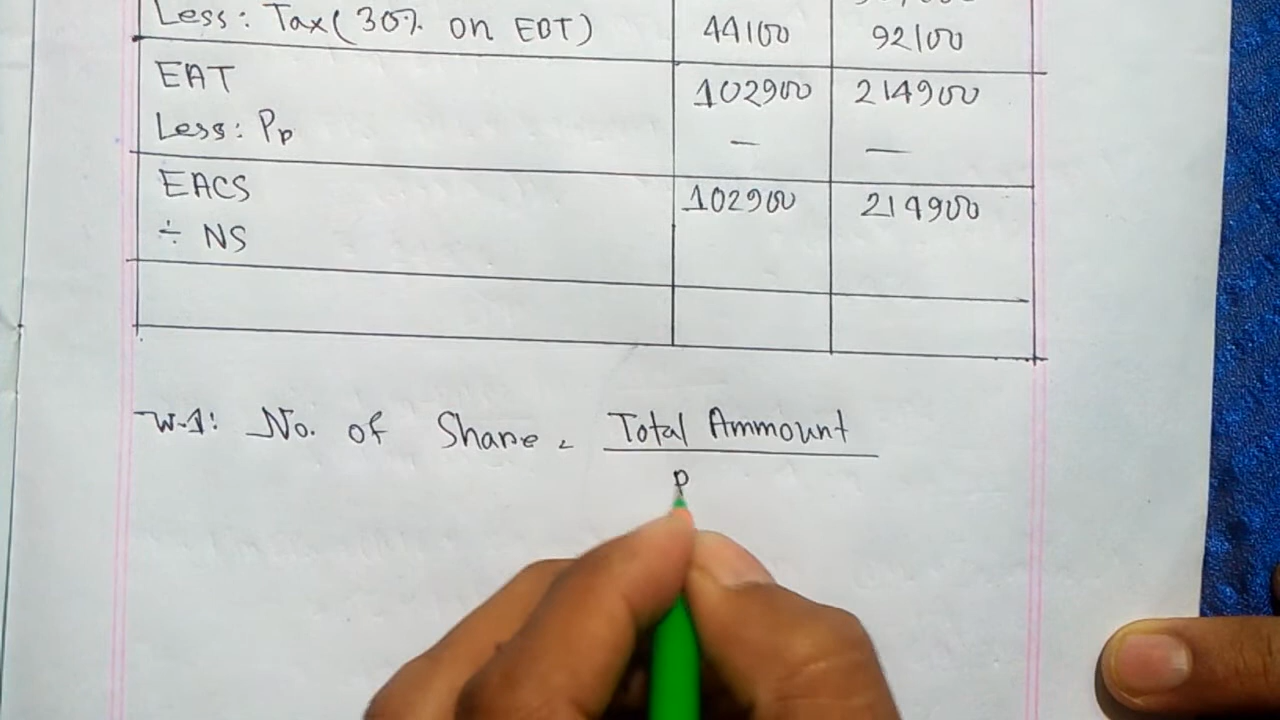 Less: Tax (30% on EBT) 44100 92100
EAT 102900 214900
Less: Pp — —
EACS 102900 214900
÷ NS
W-1: No. of Share = Total Ammount
P